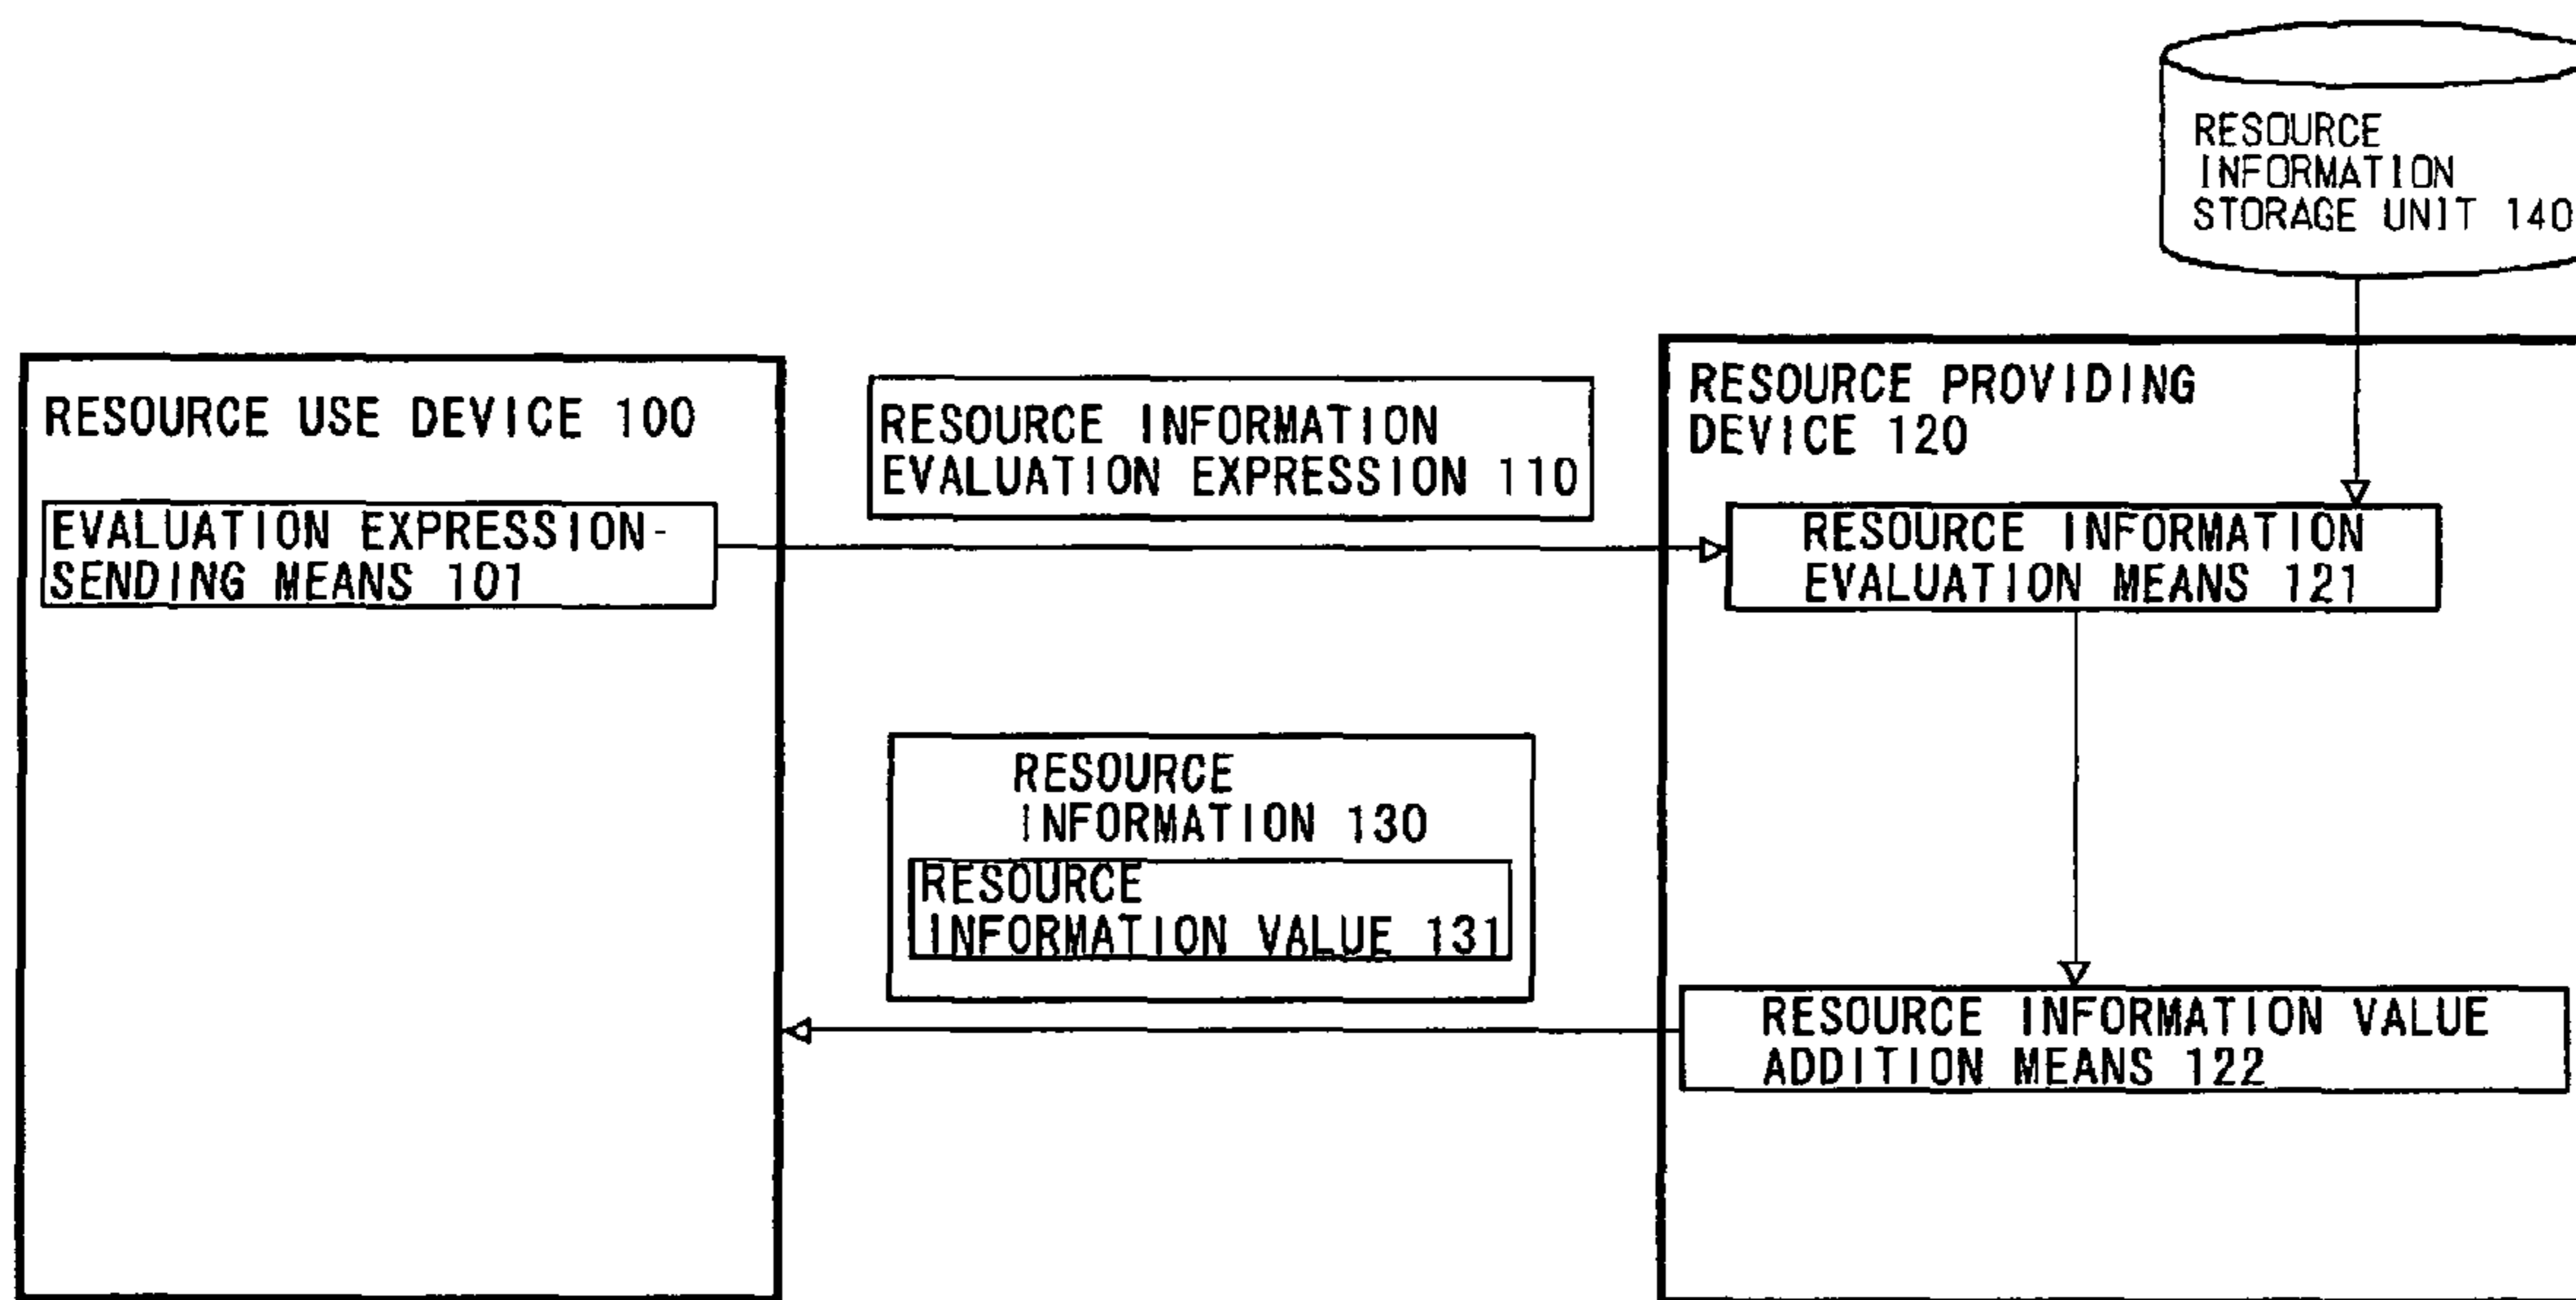 RESOURCE
INFORMATION
STORAGE UNIT 140
RESOURCE USE DEVICE 100
EVALUATION EXPRESSION-
SENDING MEANS 101
RESOURCE INFORMATION
EVALUATION EXPRESSION 110
RESOURCE PROVIDING
DEVICE 120
RESOURCE INFORMATION
EVALUATION MEANS 121
RESOURCE
INFORMATION 130
RESOURCE
INFORMATION VALUE 131
RESOURCE INFORMATION VALUE
ADDITION MEANS 122